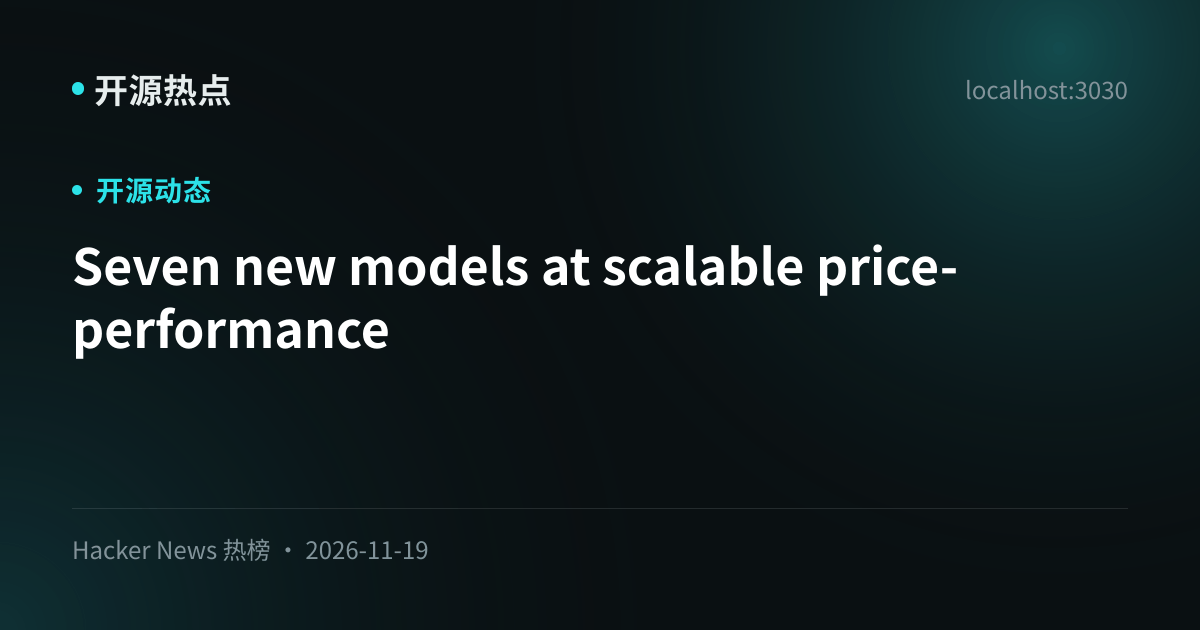 开源热点
localhost:3030
开源动态
Seven new models at scalable price-
performance
Hacker News 热榜 · 2026-11-19